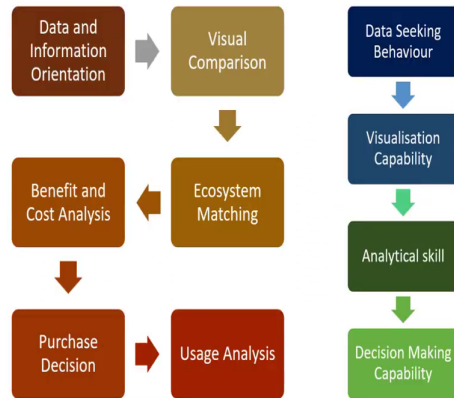 Data and
Information
Orientation
Visual
Comparison
Ecosystem
Matching
Benefit and
Cost Analysis
Purchase
Decision
Usage Analysis
Data Seeking
Behaviour
Visualisation
Capability
Analytical skill
Decision Making
Capability